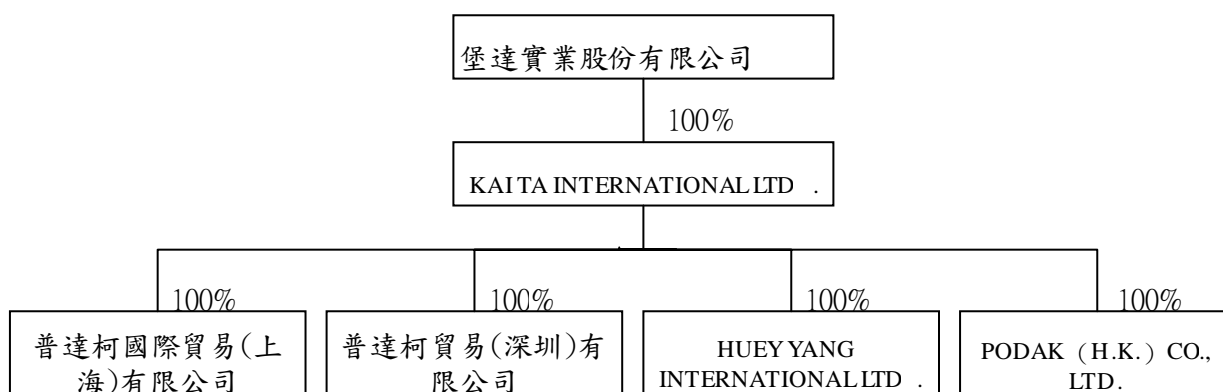 堡達實業股份有限公司
100%
KAI TA INTERNATIONAL LTD .
100%
100%
100%
100%
普達柯國際貿易(上
海)有限公司
普達柯貿易(深圳)有
限公司
HUEY YANG
INTERNATIONAL LTD .
PODAK (H.K.) CO.,
LTD.